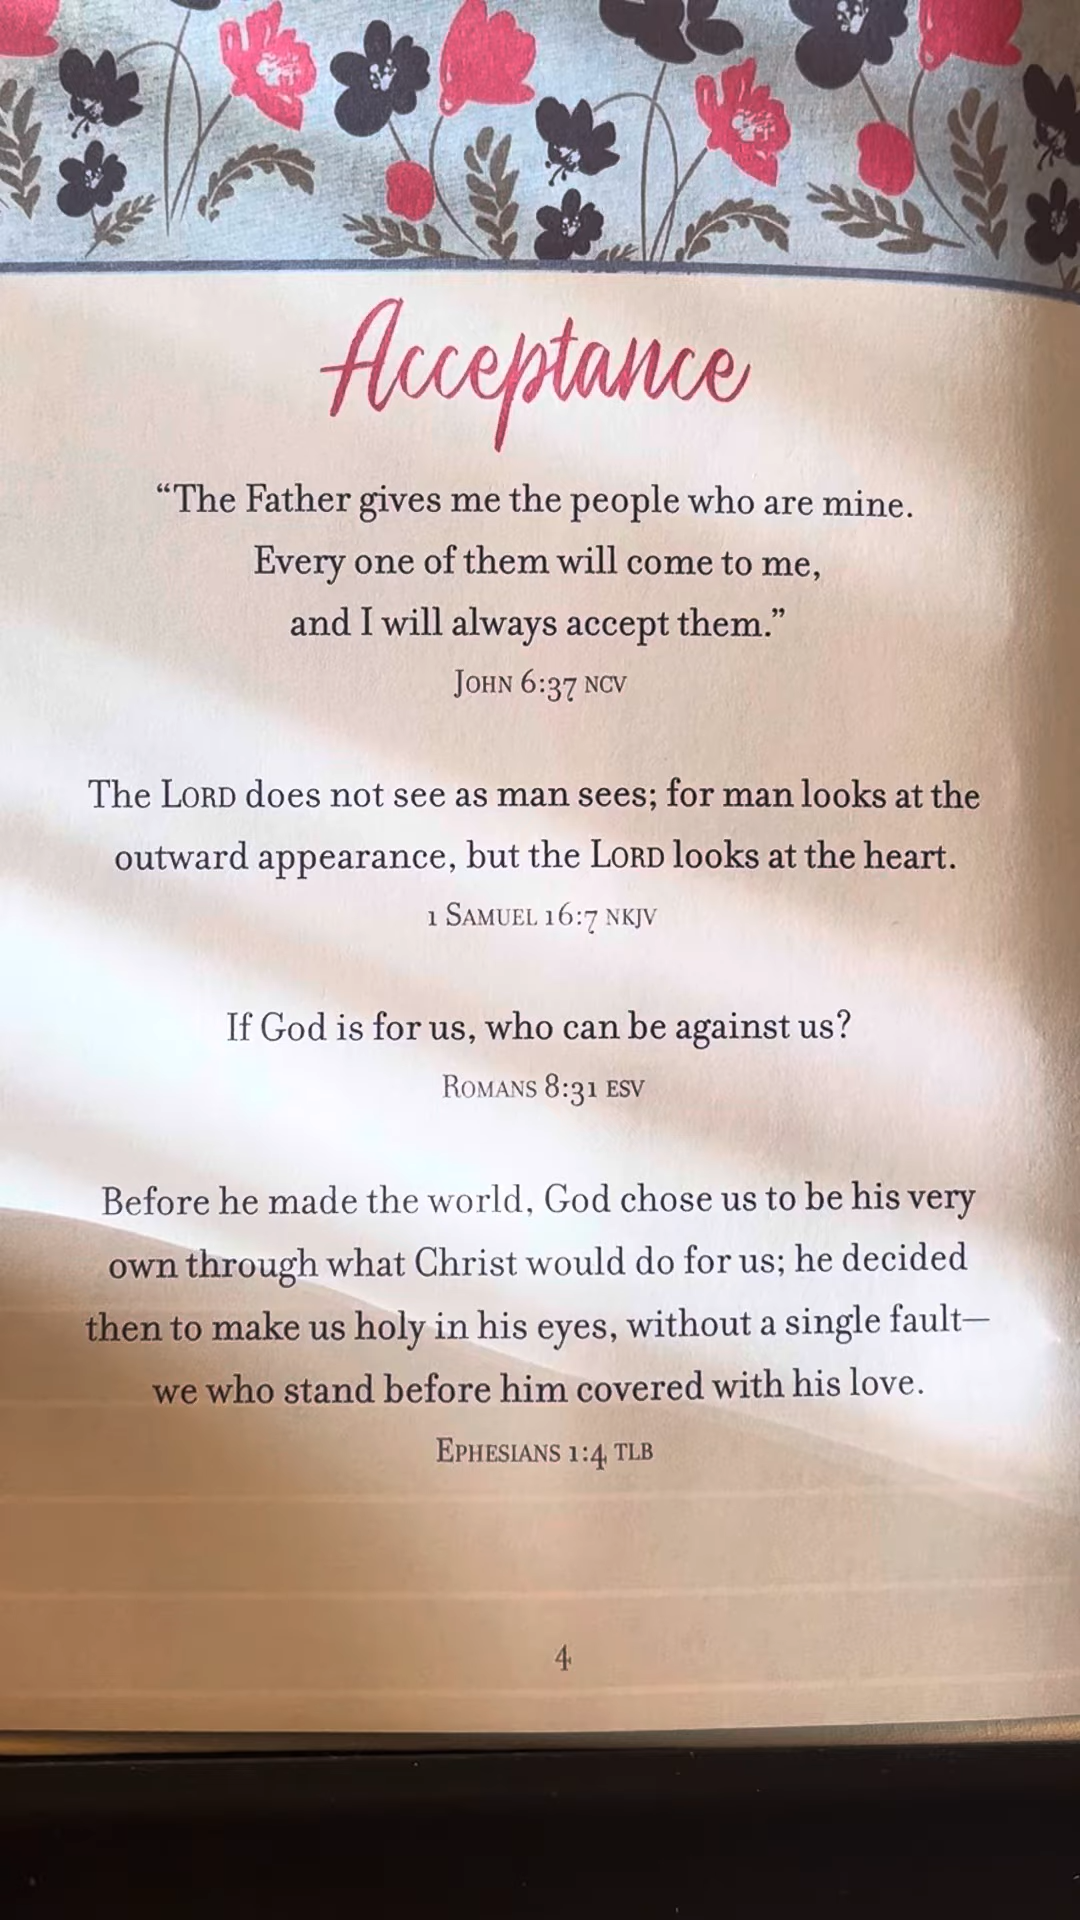 Acceptance
“The Father gives me the people who are mine.
Every one of them will come to me,
and I will always accept them.”
John 6:37 NCV
The LORD does not see as man sees; for man looks at the
outward appearance, but the LORD looks at the heart.
1 Samuel 16:7 NKJV
If God is for us, who can be against us?
Romans 8:31 ESV
Before he made the world, God chose us to be his very
own through what Christ would do for us; he decided
then to make us holy in his eyes, without a single fault—
we who stand before him covered with his love.
Ephesians 1:4 TLB
4